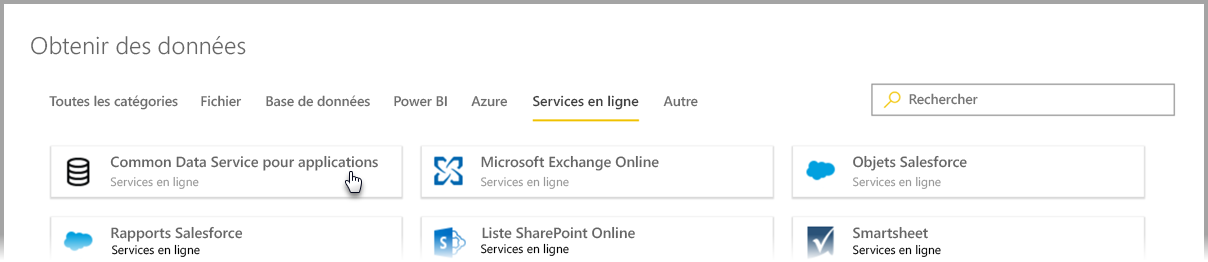 Obtenir des données
Toutes les catégories Fichier Base de données Power BI Azure Services en ligne Autre Rechercher
Common Data Service pour applications Microsoft Exchange Online Objets Salesforce
Services en ligne Services en ligne Services en ligne
Rapports Salesforce Liste SharePoint Online Smartsheet
Services en ligne Services en ligne Services en ligne